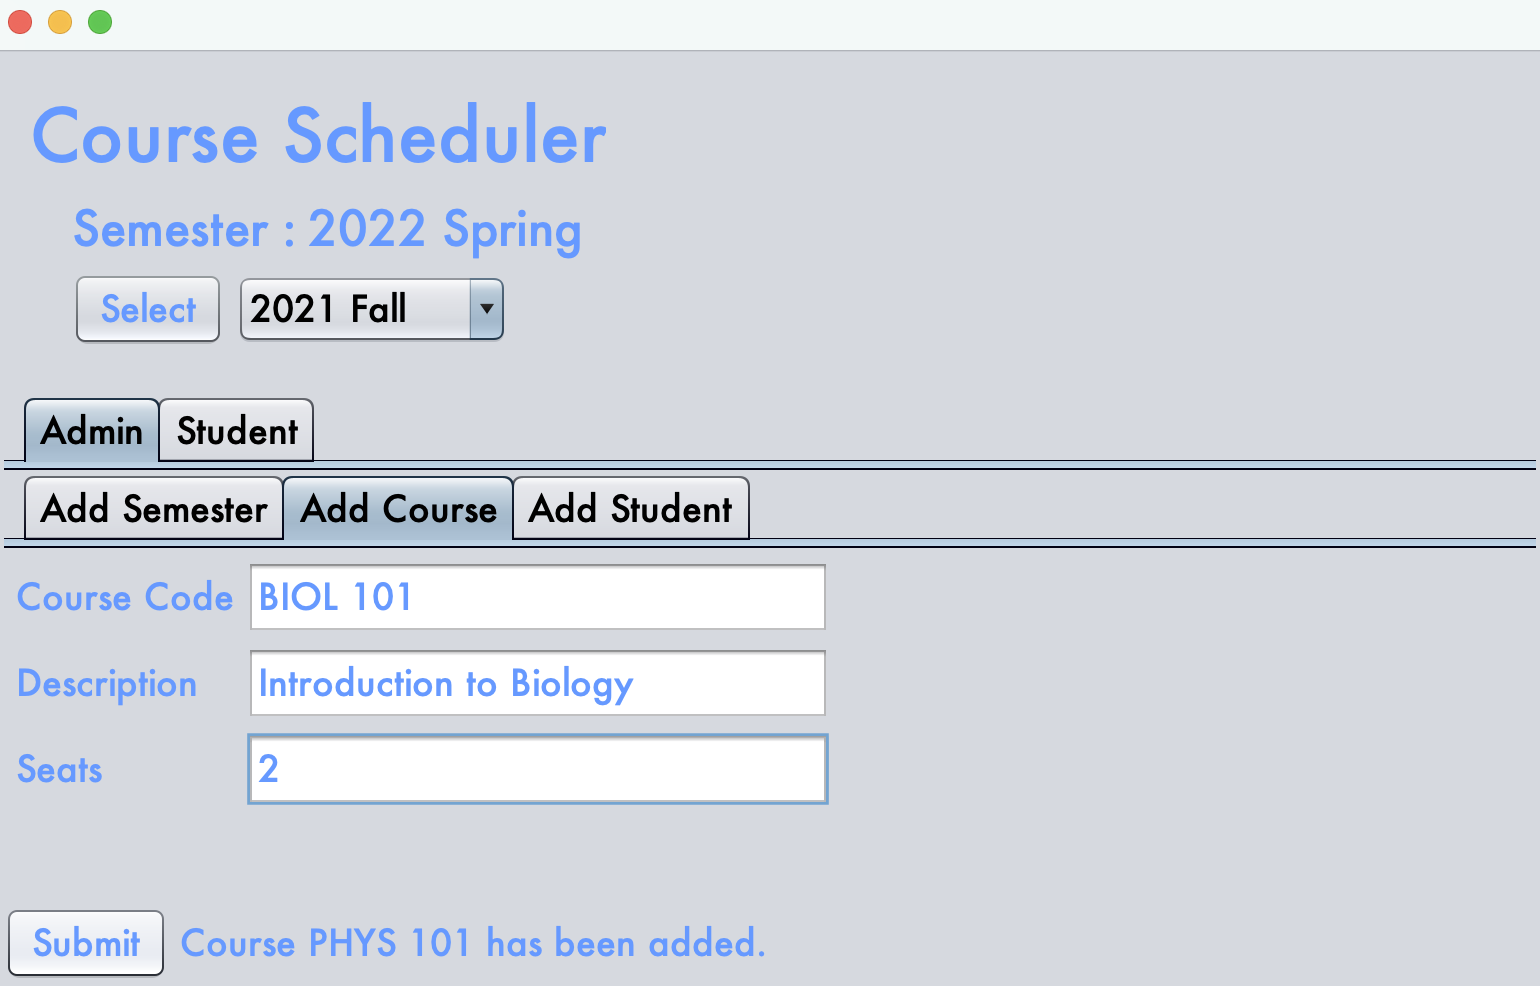 Course Scheduler
Semester : 2022 Spring
Select 2021 Fall
Admin Student
Add Semester Add Course Add Student
Course Code BIOL 101
Description Introduction to Biology
Seats 2
Submit Course PHYS 101 has been added.